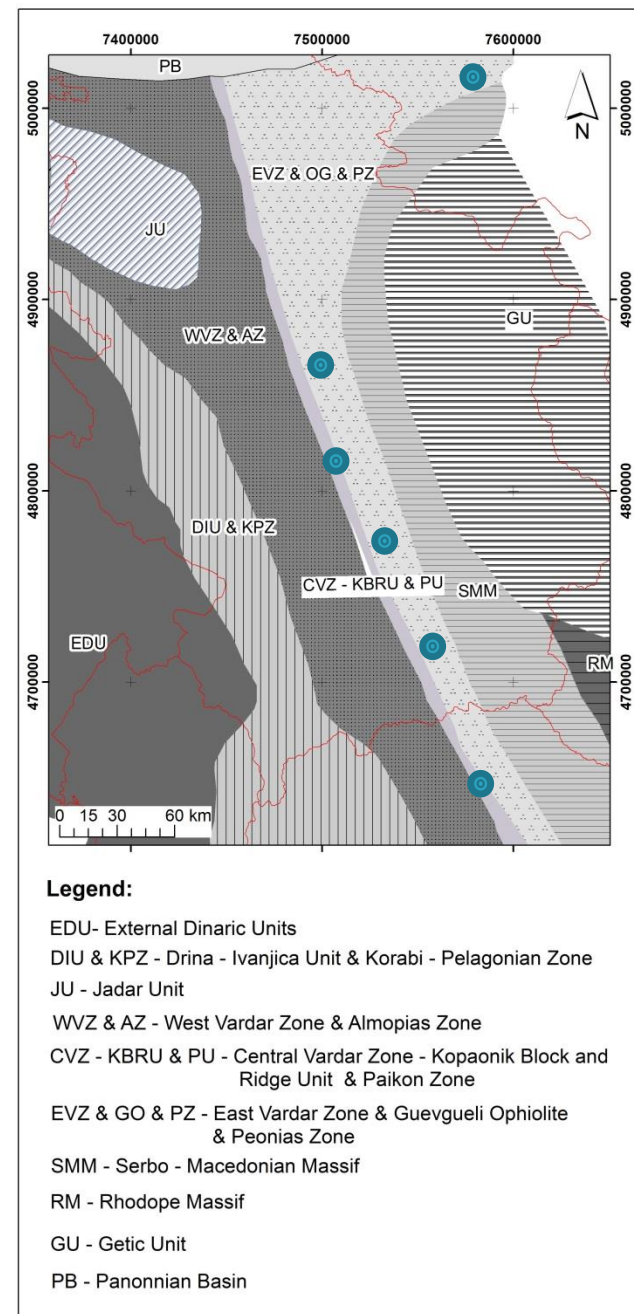 7400000 7500000 7600000
PB
5000000 5000000
N
EVZ & OG & PZ
JU
4900000 4900000
GU
WVZ & AZ
4800000 4800000
DIU & KPZ
CVZ - KBRU & PU
SMM
EDU
RM
4700000 4700000
0 15 30 60 km
Legend:
EDU- External Dinaric Units
DIU & KPZ - Drina - Ivanjica Unit & Korabi - Pelagonian Zone
JU - Jadar Unit
WVZ & AZ - West Vardar Zone & Almopias Zone
CVZ - KBRU & PU - Central Vardar Zone - Kopaonik Block and
Ridge Unit & Paikon Zone
EVZ & GO & PZ - East Vardar Zone & Guevgueli Ophiolite
& Peonias Zone
SMM - Serbo - Macedonian Massif
RM - Rhodope Massif
GU - Getic Unit
PB - Panonnian Basin